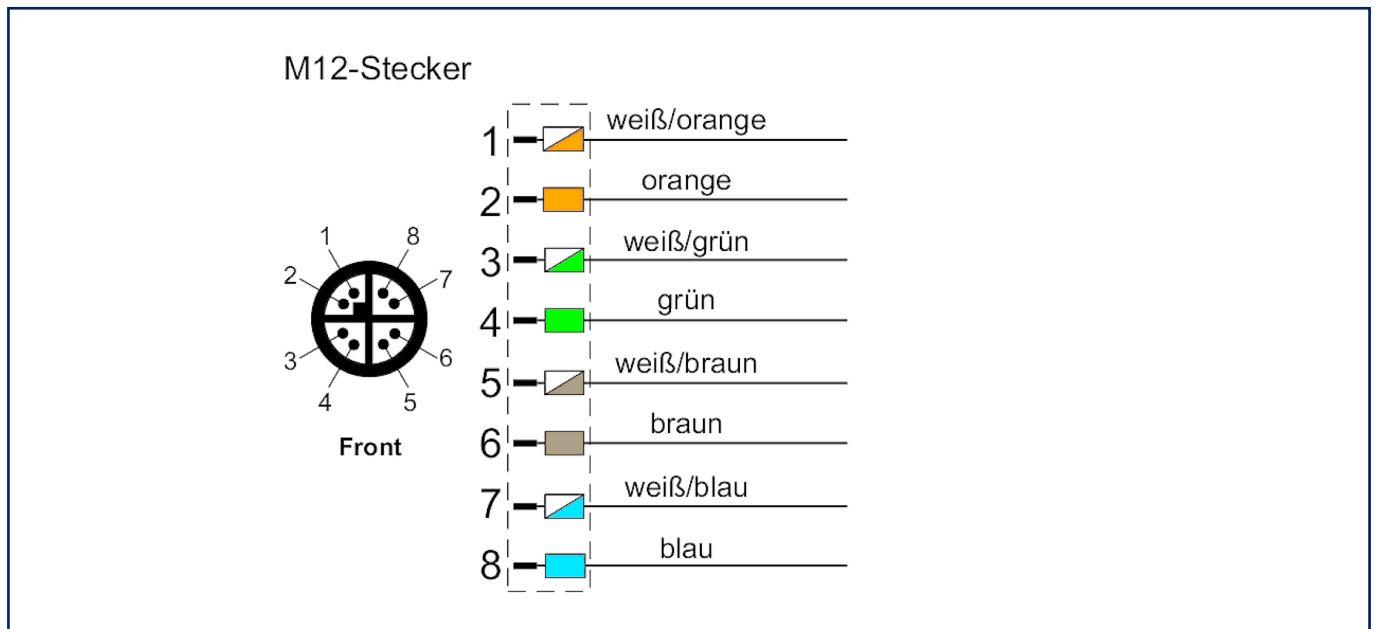 M12-Stecker
1 weiß/orange
2 orange
3 weiß/grün
4 grün
5 weiß/braun
6 braun
7 weiß/blau
8 blau
1 8
2 7
3 6
4 5
Front